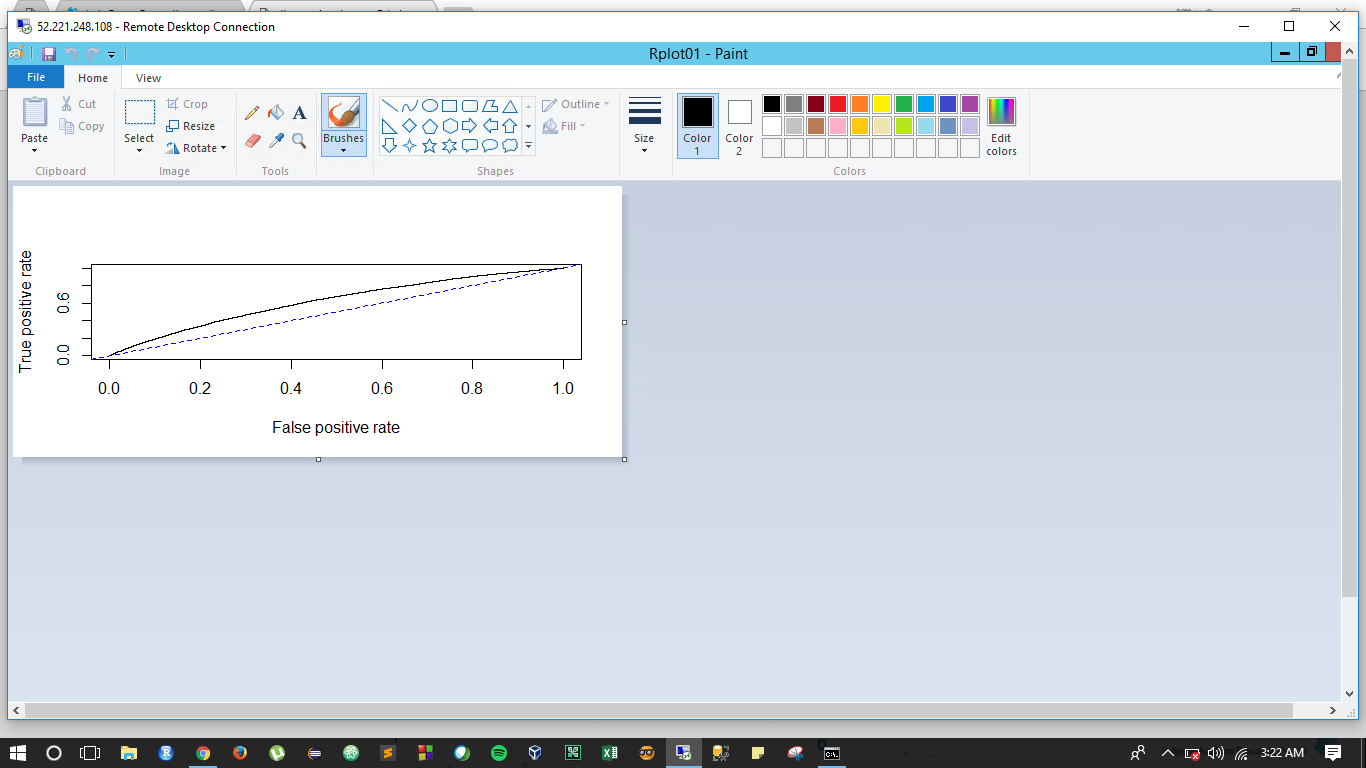 52.221.248.108 - Remote Desktop Connection
Rplot01 - Paint
File
Home
View
Paste
Cut
Copy
Clipboard
Select
Crop
Resize
Rotate
Image
A
Tools
Brushes
Outline
Fill
Shapes
Size
Color 1
Color 2
Edit colors
Colors
True positive rate
0.0
0.6
0.0
0.2
0.4
0.6
0.8
1.0
False positive rate
3:22 AM